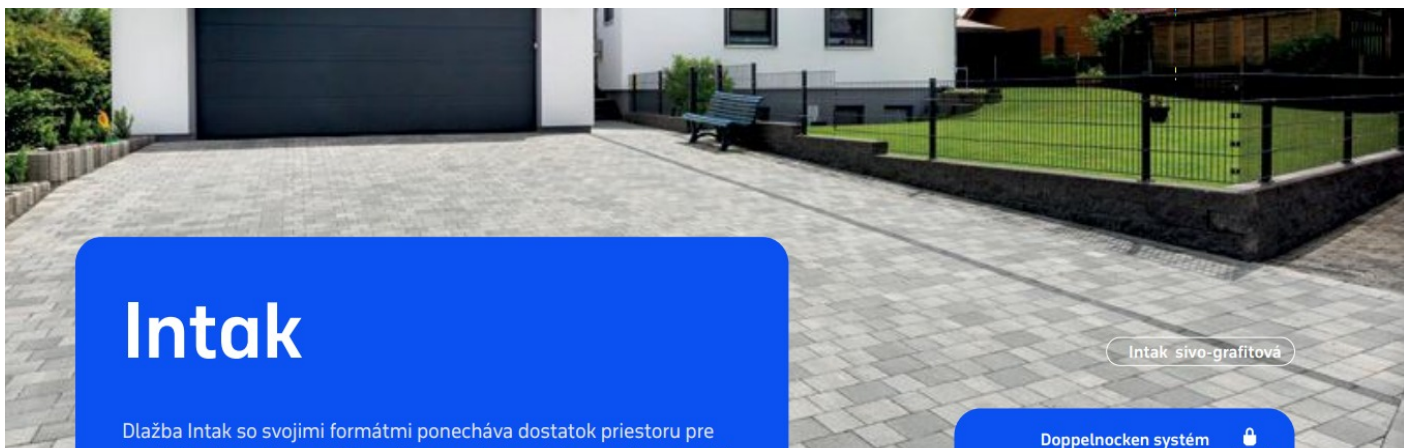 Intak
Intak sivo-grafitová
Dlažba Intak so svojimi formátmi ponecháva dostatok priestoru pre
Doppelnocken systém